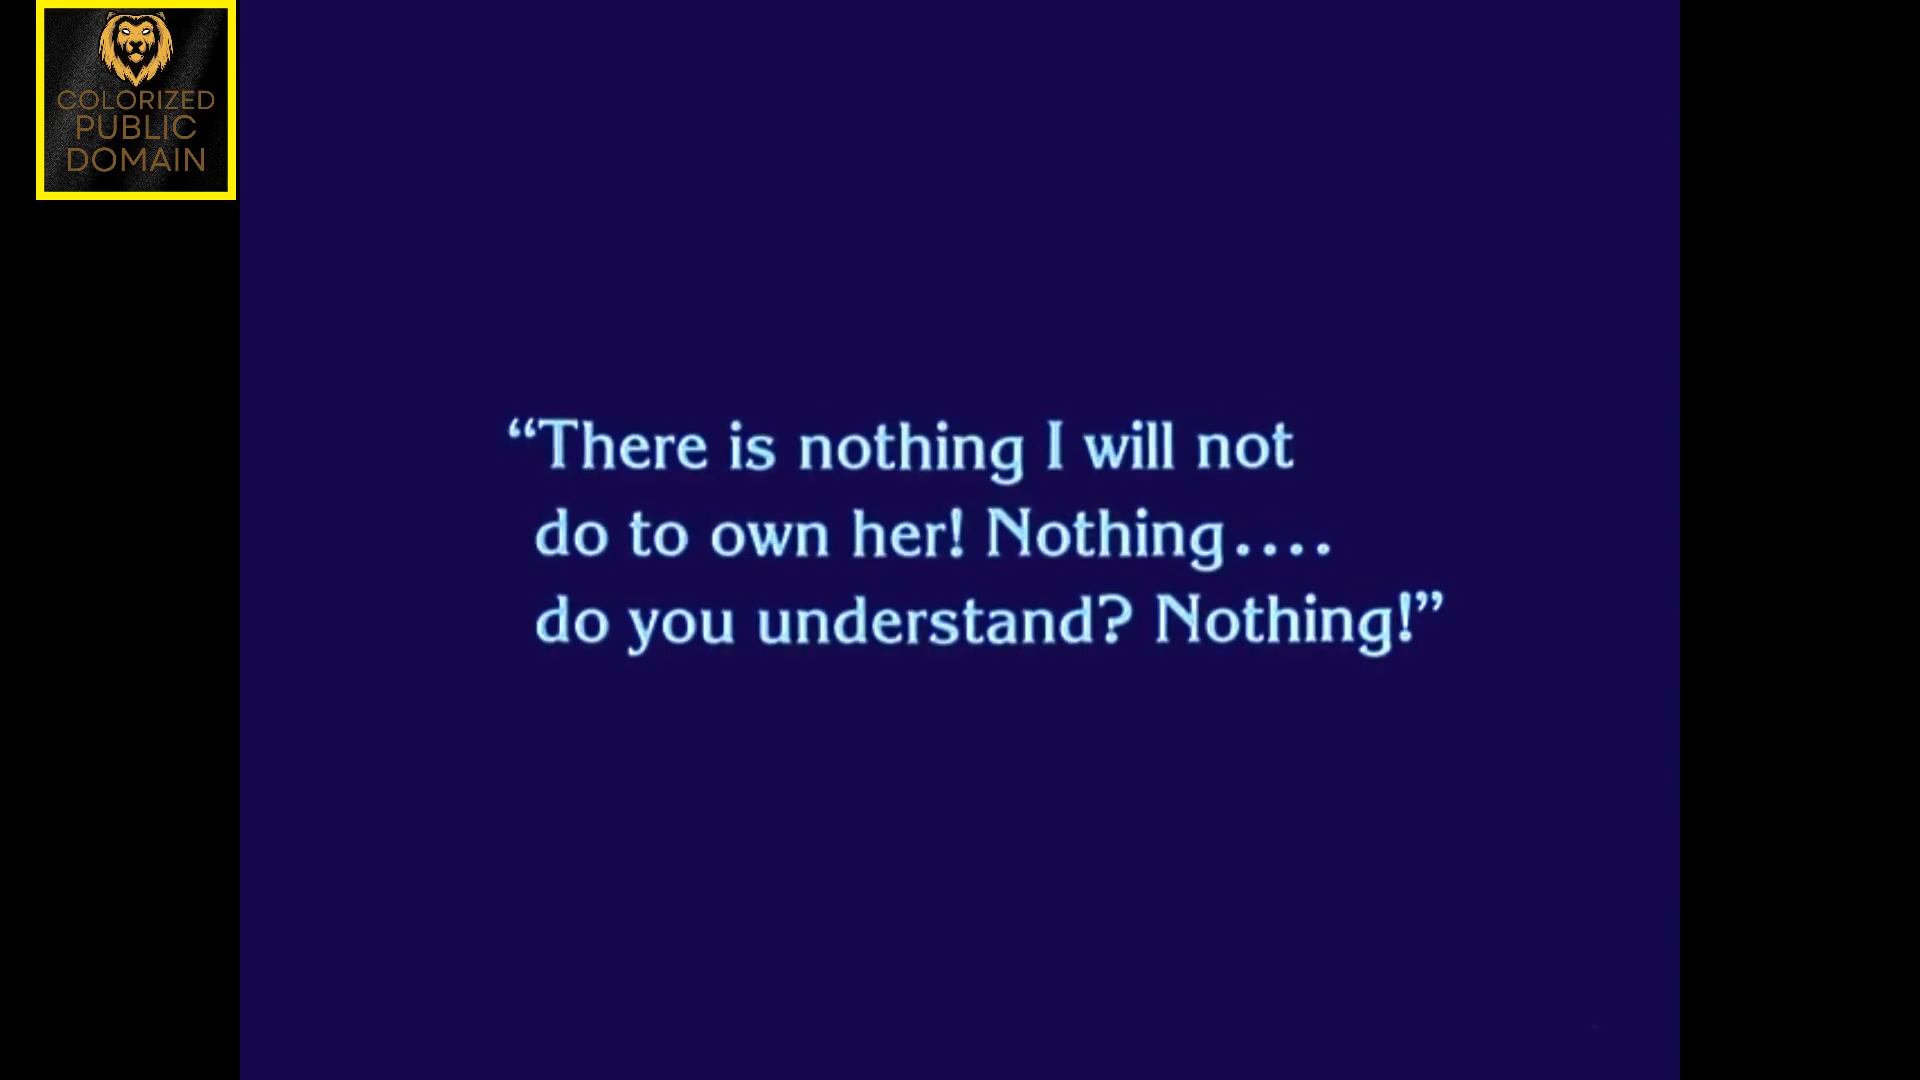 COLORIZED
PUBLIC
DOMAIN
“There is nothing I will not
do to own her! Nothing....
do you understand? Nothing!”